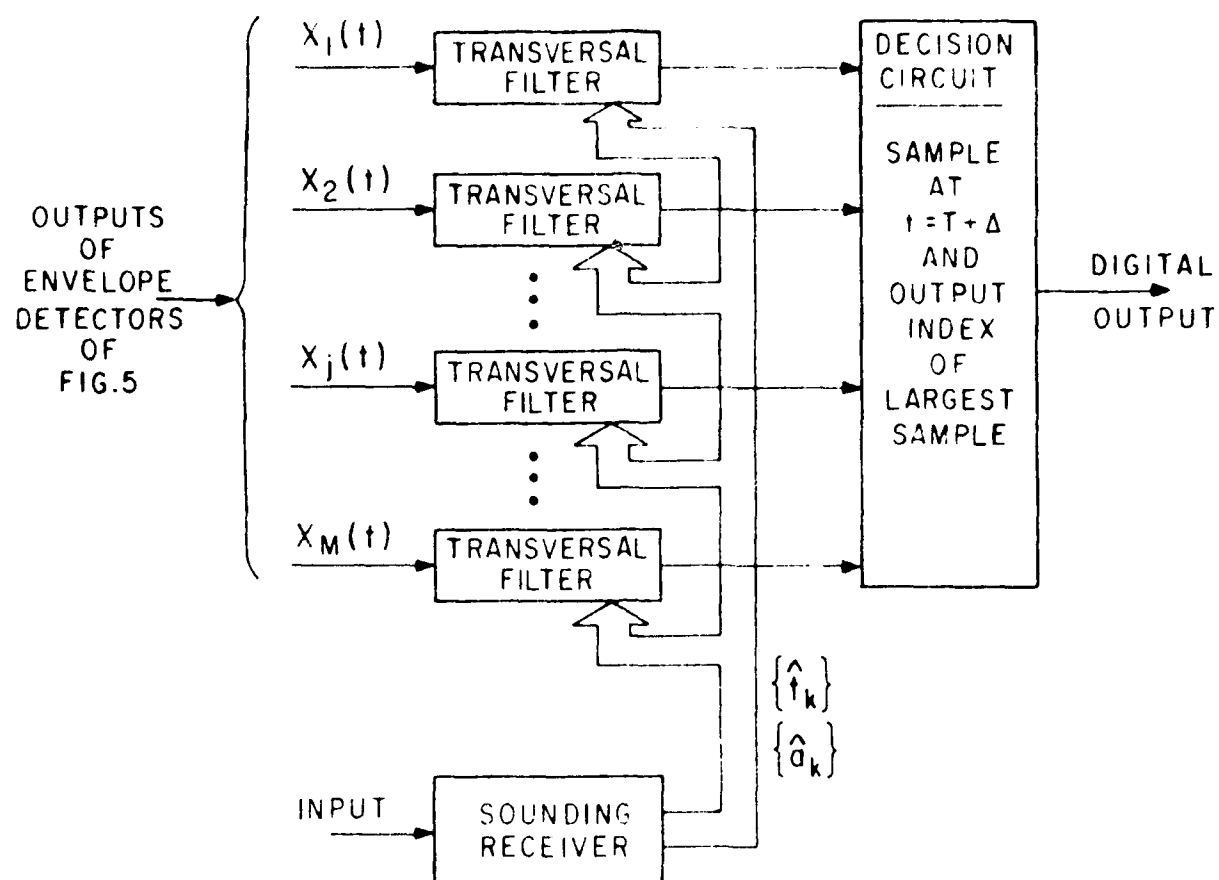 OUTPUTS
OF
ENVELOPE
DETECTORS
OF
FIG.5
X1(t)
TRANSVERSAL
FILTER
X2(t)
TRANSVERSAL
FILTER
Xj(t)
TRANSVERSAL
FILTER
XM(t)
TRANSVERSAL
FILTER
DECISION
CIRCUIT
SAMPLE
AT
t=T+Δ
AND
OUTPUT
INDEX
OF
LARGEST
SAMPLE
DIGITAL
OUTPUT
{t̂k}
{âk}
INPUT
SOUNDING
RECEIVER